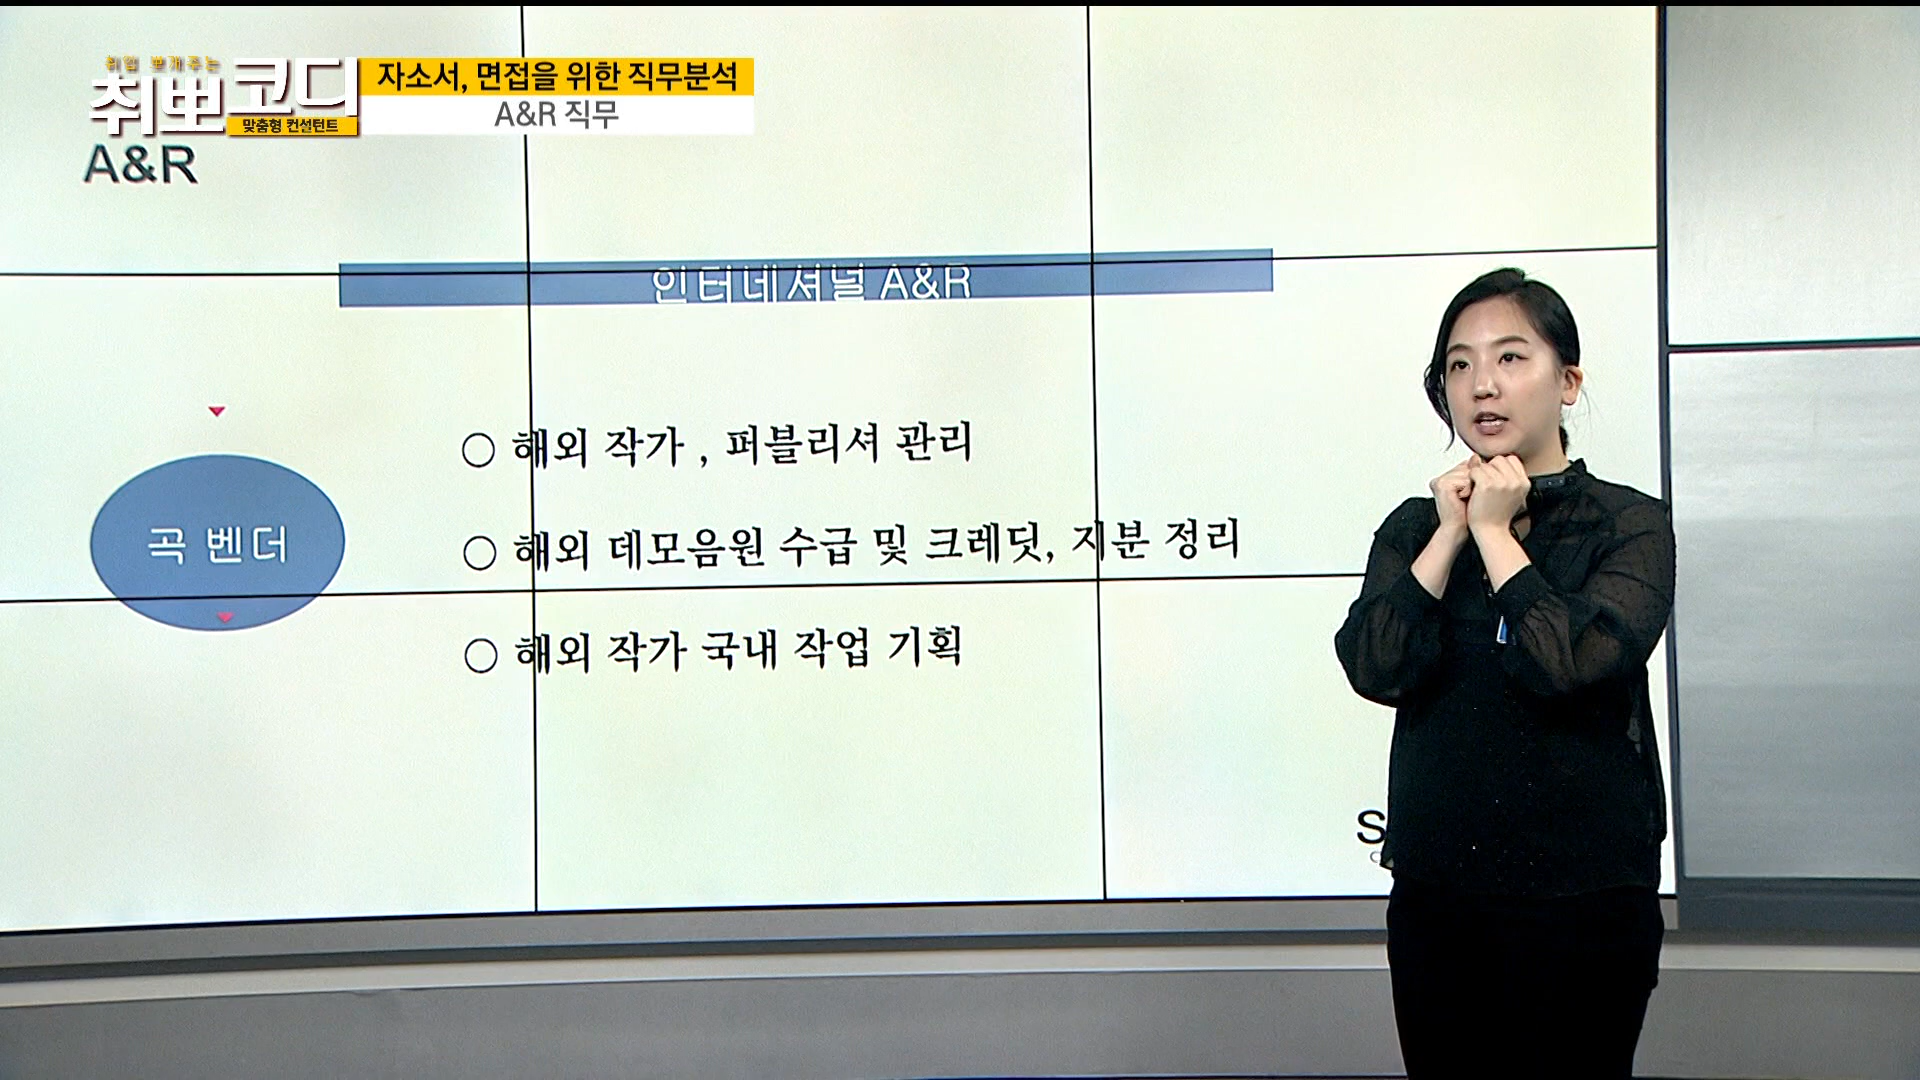 취업 뽀개주는
취뽀코디
맞춤형 컨설턴트
자소서, 면접을 위한 직무분석
A&R 직무
A&R
인터네셔널 A&R
곡 벤더
○ 해외 작가 , 퍼블리셔 관리
○ 해외 데모음원 수급 및 크레딧, 지분 정리
○ 해외 작가 국내 작업 기획